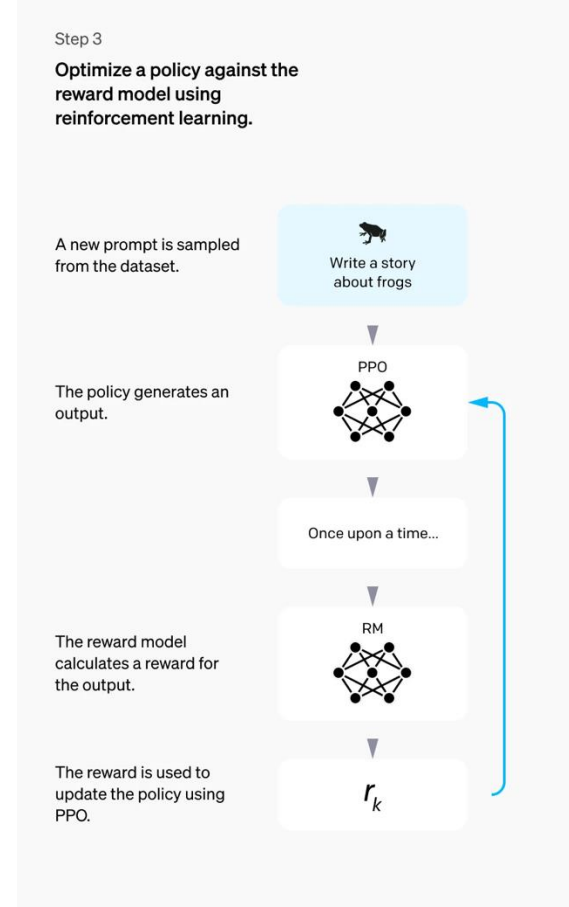 Step 3
Optimize a policy against the
reward model using
reinforcement learning.
A new prompt is sampled
from the dataset.
Write a story
about frogs
The policy generates an
output.
PPO
Once upon a time...
The reward model
calculates a reward for
the output.
RM
The reward is used to
update the policy using
PPO.
rₖ